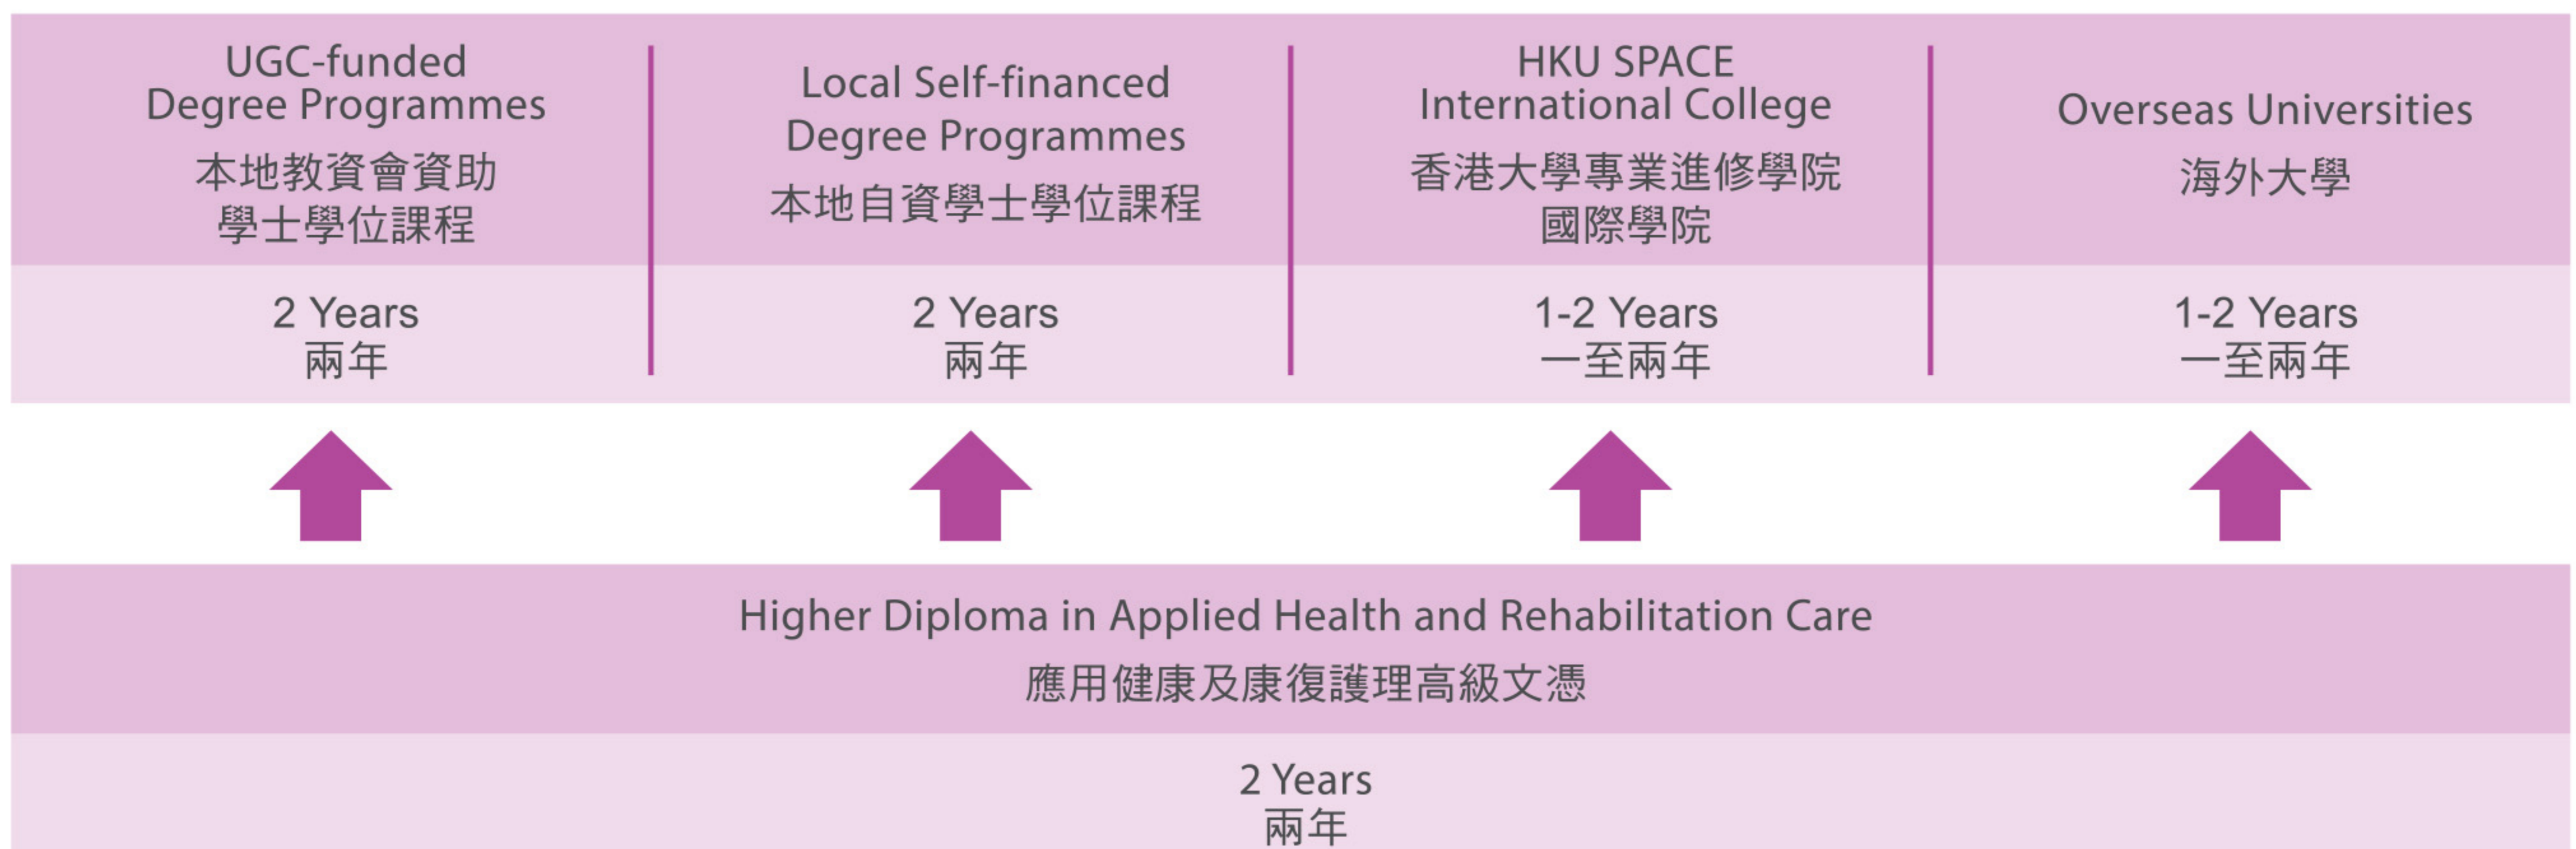 UGC-funded
Degree Programmes
本地教資會資助
學士學位課程
2 Years
兩年
Local Self-financed
Degree Programmes
本地自資學士學位課程
2 Years
兩年
HKU SPACE
International College
香港大學專業進修學院
國際學院
1-2 Years
一至兩年
Overseas Universities
海外大學
1-2 Years
一至兩年
Higher Diploma in Applied Health and Rehabilitation Care
應用健康及康復護理高級文憑
2 Years
兩年